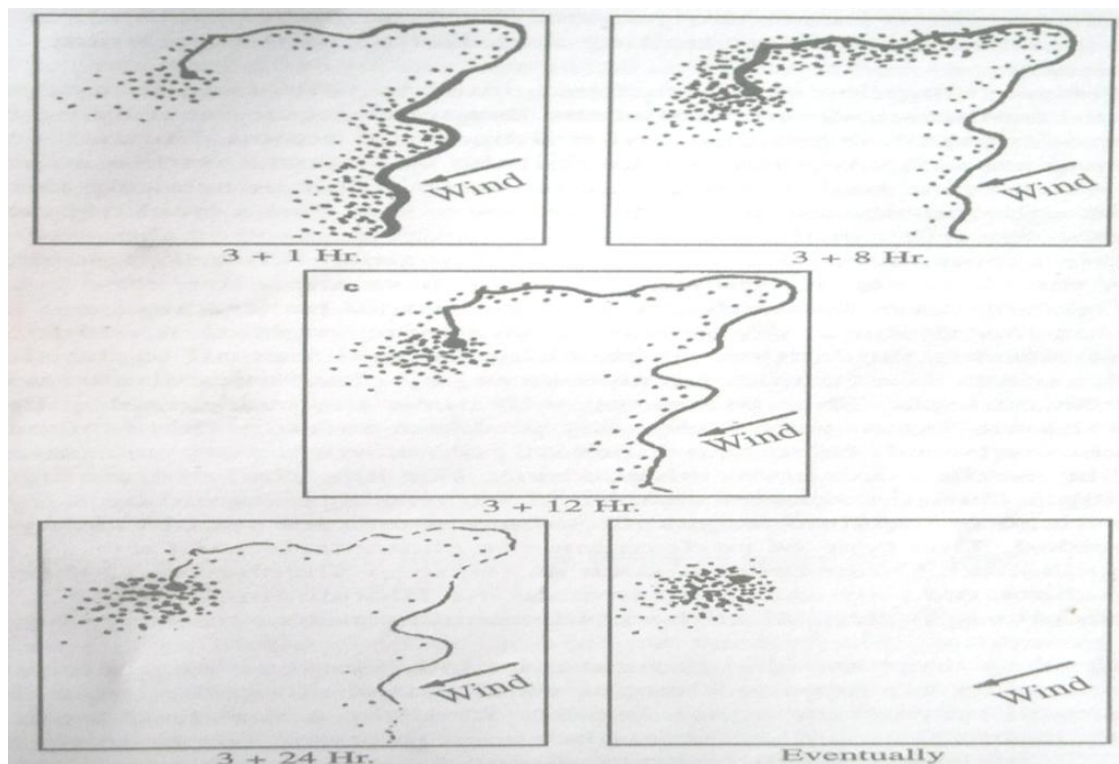 Wind
3 + 1 Hr.
Wind
3 + 8 Hr.
c
Wind
3 + 12 Hr.
Wind
3 + 24 Hr.
Wind
Eventually